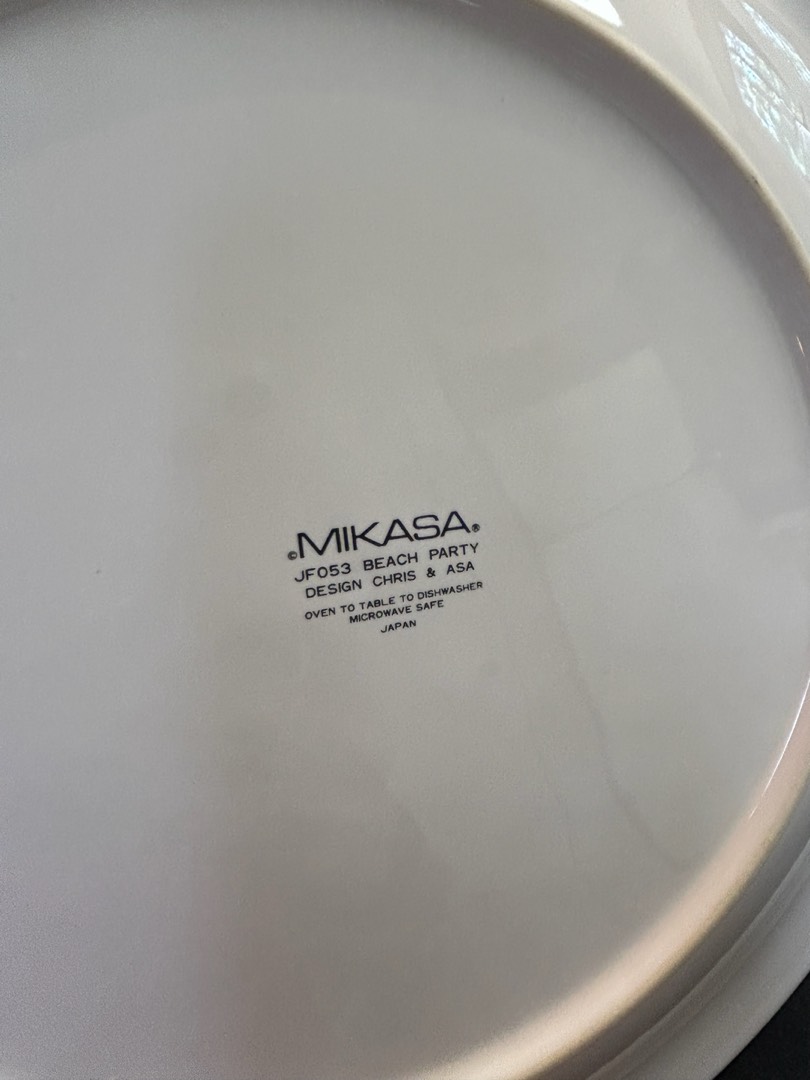 ©MIKASA®
JF053 BEACH PARTY
DESIGN CHRIS & ASA
OVEN TO TABLE TO DISHWASHER
MICROWAVE SAFE
JAPAN